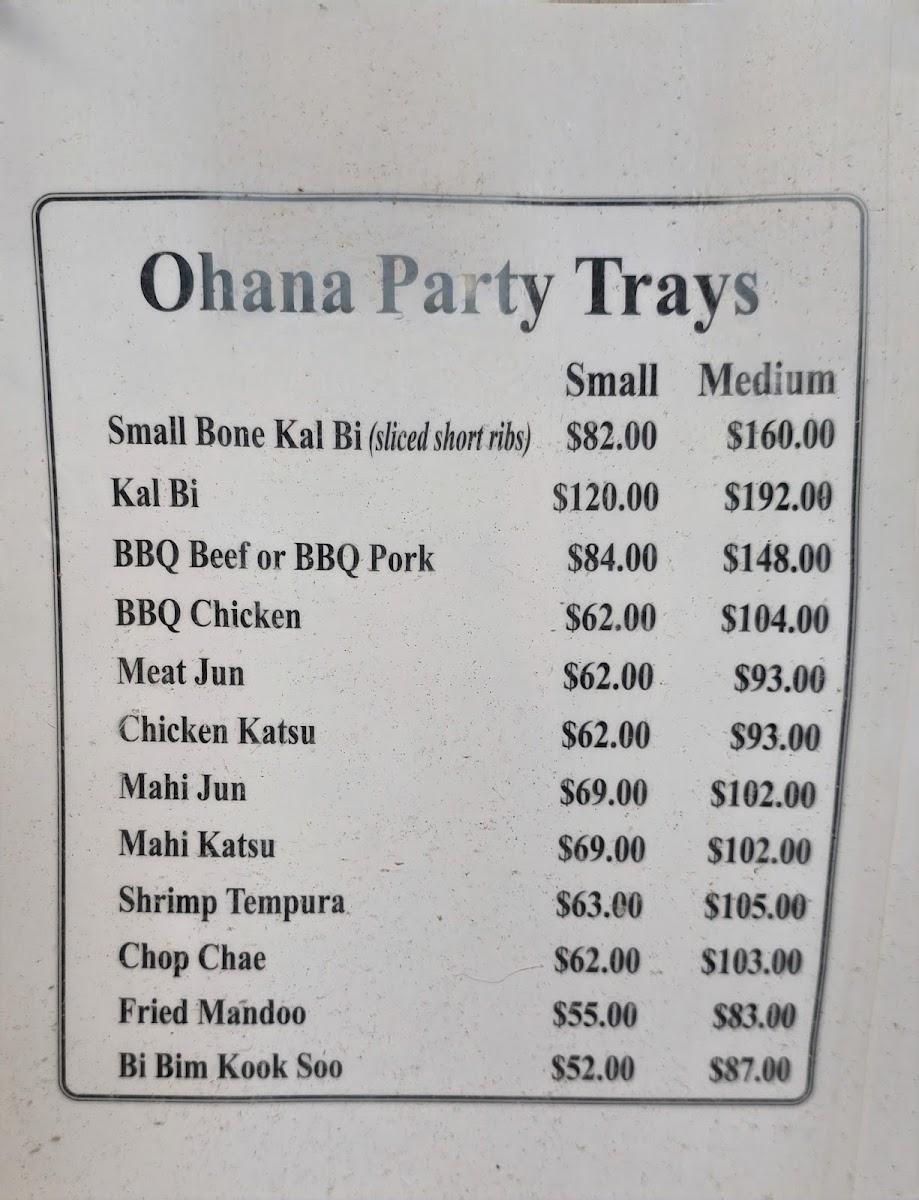 Ohana Party Trays
Small Medium
Small Bone Kal Bi (sliced short ribs) $82.00 $160.00
Kal Bi $120.00 $192.00
BBQ Beef or BBQ Pork $84.00 $148.00
BBQ Chicken $62.00 $104.00
Meat Jun $62.00 $93.00
Chicken Katsu $62.00 $93.00
Mahi Jun $69.00 $102.00
Mahi Katsu $69.00 $102.00
Shrimp Tempura $63.00 $105.00
Chop Chae $62.00 $103.00
Fried Mandoo $55.00 $83.00
Bi Bim Kook Soo $52.00 $87.00